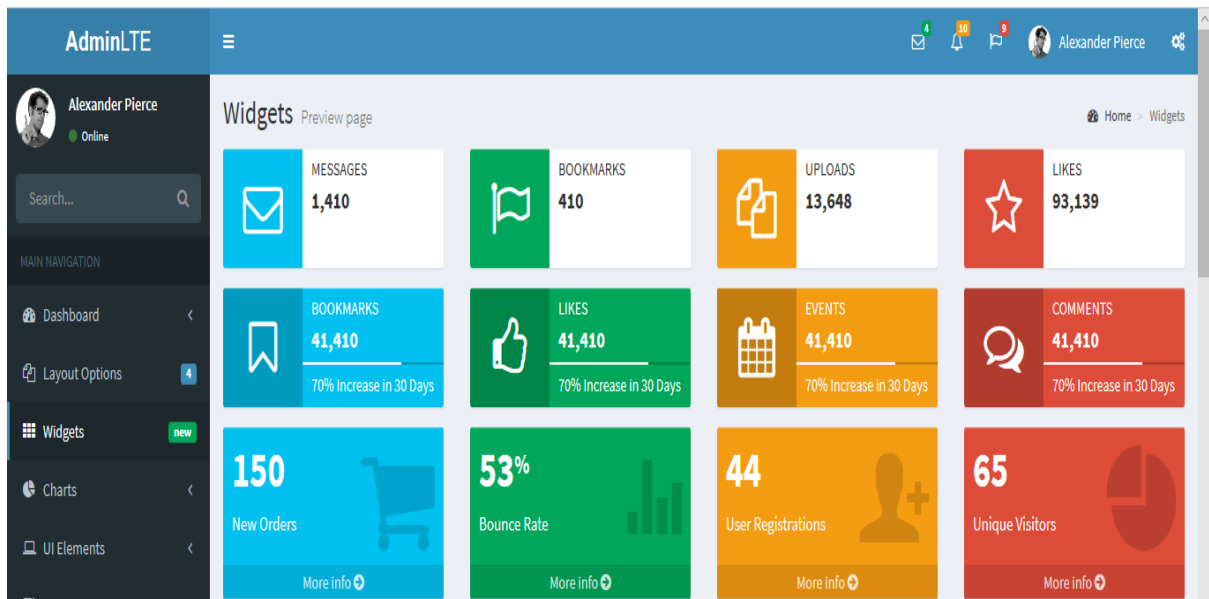 AdminLTE
4
10
9
Alexander Pierce
Alexander Pierce
Online
Search...
MAIN NAVIGATION
Dashboard
Layout Options 4
Widgets new
Charts
UI Elements
Widgets Preview page
Home > Widgets
MESSAGES
1,410
BOOKMARKS
410
UPLOADS
13,648
LIKES
93,139
BOOKMARKS
41,410
70% Increase in 30 Days
LIKES
41,410
70% Increase in 30 Days
EVENTS
41,410
70% Increase in 30 Days
COMMENTS
41,410
70% Increase in 30 Days
150
New Orders
More info
53%
Bounce Rate
More info
44
User Registrations
More info
65
Unique Visitors
More info